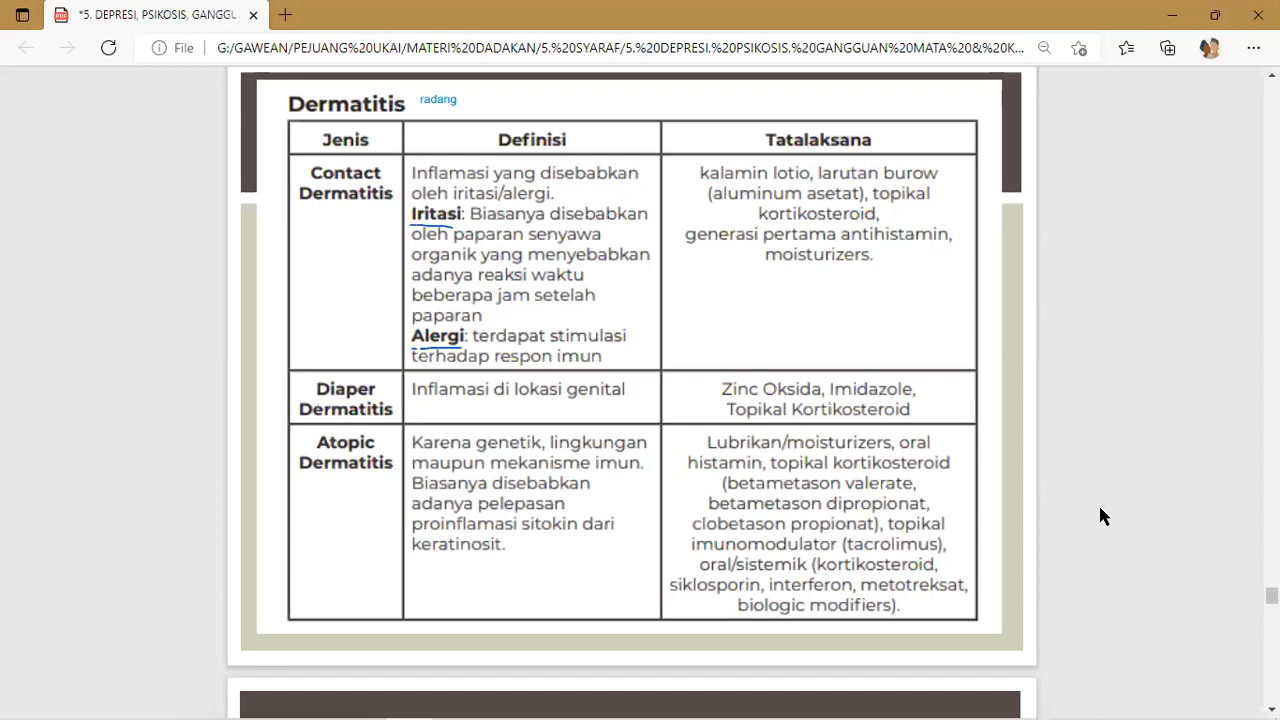 *5. DEPRESI, PSIKOSIS, GANGGU
File
G:/GAWEAN/PEJUANG%20UKAI/MATERI%20DADAKAN/5.%20SYARAF/5.%20DEPRESI,%20PSIKOSIS,%20GANGGUAN%20MATA%20&%20K...
Dermatitis radang
Jenis
Definisi
Tatalaksana
Contact
Dermatitis
Inflamasi yang disebabkan
oleh iritasi/alergi.
Iritasi: Biasanya disebabkan
oleh paparan senyawa
organik yang menyebabkan
adanya reaksi waktu
beberapa jam setelah
paparan
Alergi: terdapat stimulasi
terhadap respon imun
kalamin lotio, larutan burow
(aluminum asetat), topikal
kortikosteroid,
generasi pertama antihistamin,
moisturizers.
Diaper
Dermatitis
Inflamasi di lokasi genital
Zinc Oksida, Imidazole,
Topikal Kortikosteroid
Atopic
Dermatitis
Karena genetik, lingkungan
maupun mekanisme imun.
Biasanya disebabkan
adanya pelepasan
proinflamasi sitokin dari
keratinosit.
Lubrikan/moisturizers, oral
histamin, topikal kortikosteroid
(betametason valerate,
betametason dipropionat,
clobetason propionat), topikal
imunomodulator (tacrolimus),
oral/sistemik (kortikosteroid,
siklosporin, interferon, metotreksat,
biologic modifiers).